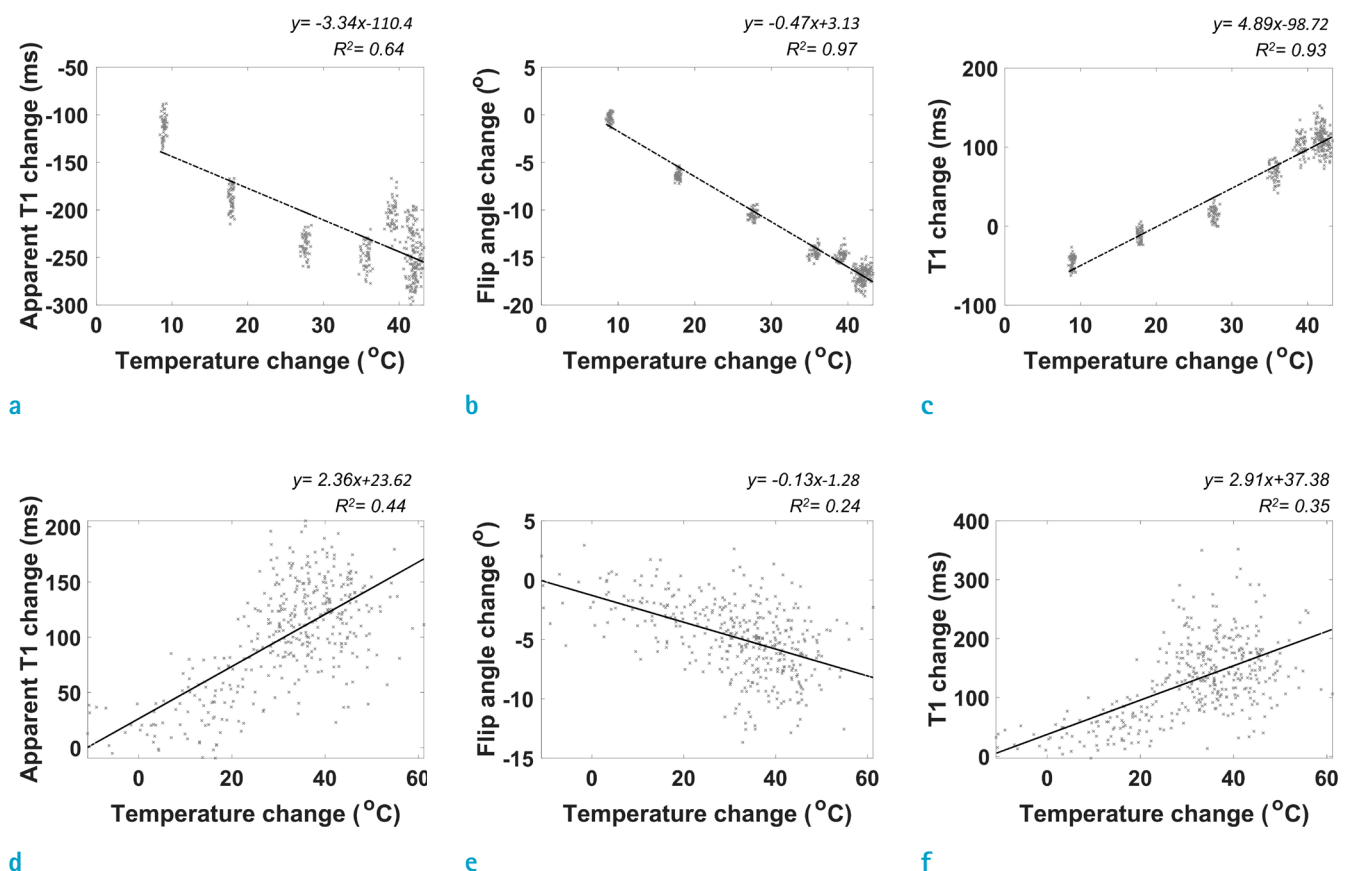 y= -3.34x-110.4
R²= 0.64
Apparent T1 change (ms)
-50
-100
-150
-200
-250
-300
0 10 20 30 40
Temperature change (°C)
a
y= -0.47x+3.13
R²= 0.97
Flip angle change (°)
5
0
-5
-10
-15
-20
0 10 20 30 40
Temperature change (°C)
b
y= 4.89x-98.72
R²= 0.93
T1 change (ms)
200
100
0
-100
0 10 20 30 40
Temperature change (°C)
c
y= 2.36x+23.62
R²= 0.44
Apparent T1 change (ms)
200
150
100
50
0
0 20 40 60
Temperature change (°C)
d
y= -0.13x-1.28
R²= 0.24
Flip angle change (°)
5
0
-5
-10
-15
0 20 40 60
Temperature change (°C)
e
y= 2.91x+37.38
R²= 0.35
T1 change (ms)
400
300
200
100
0
0 20 40 60
Temperature change (°C)
f